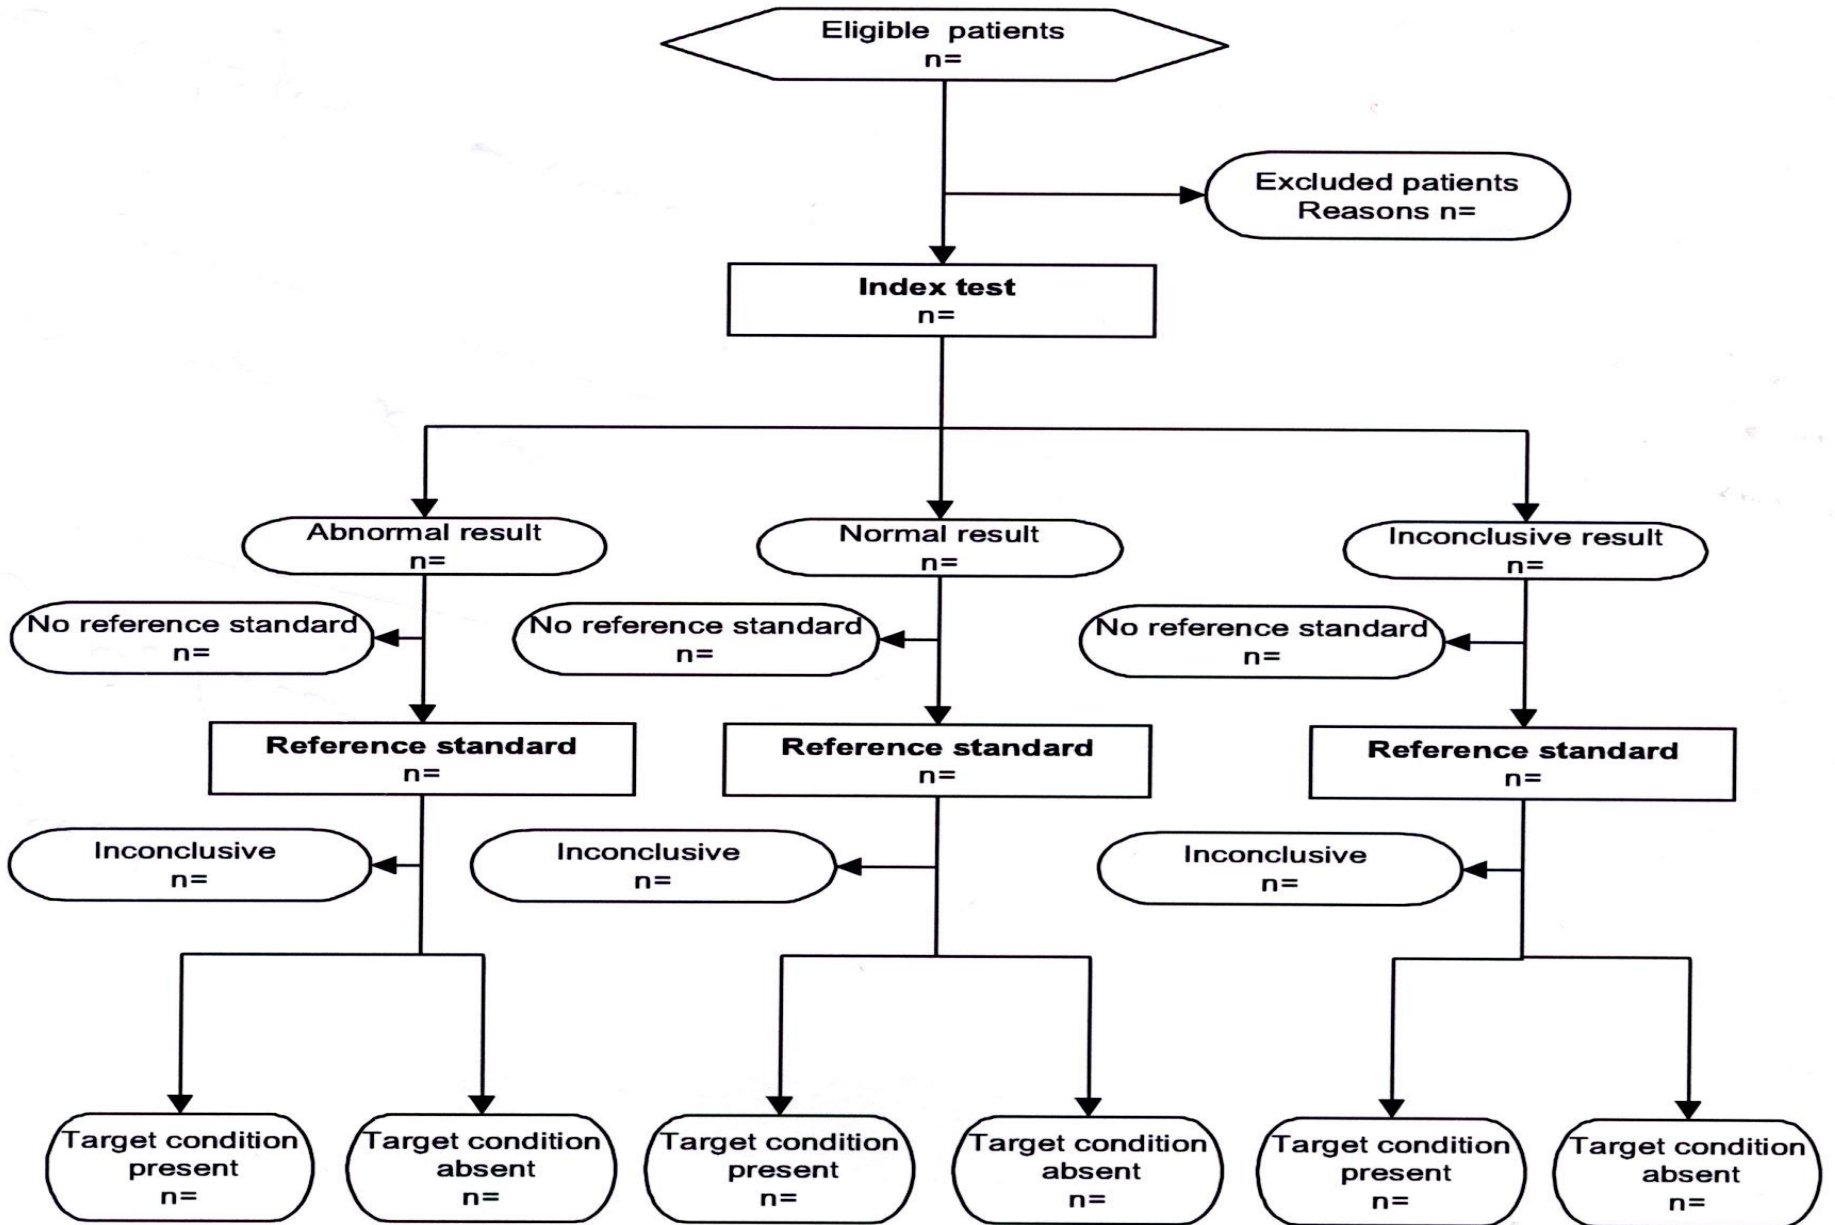 Eligible patients
n=
Excluded patients
Reasons n=
Index test
n=
Abnormal result
n=
Normal result
n=
Inconclusive result
n=
No reference standard
n=
No reference standard
n=
No reference standard
n=
Reference standard
n=
Reference standard
n=
Reference standard
n=
Inconclusive
n=
Inconclusive
n=
Inconclusive
n=
Target condition
present
n=
Target condition
absent
n=
Target condition
present
n=
Target condition
absent
n=
Target condition
present
n=
Target condition
absent
n=